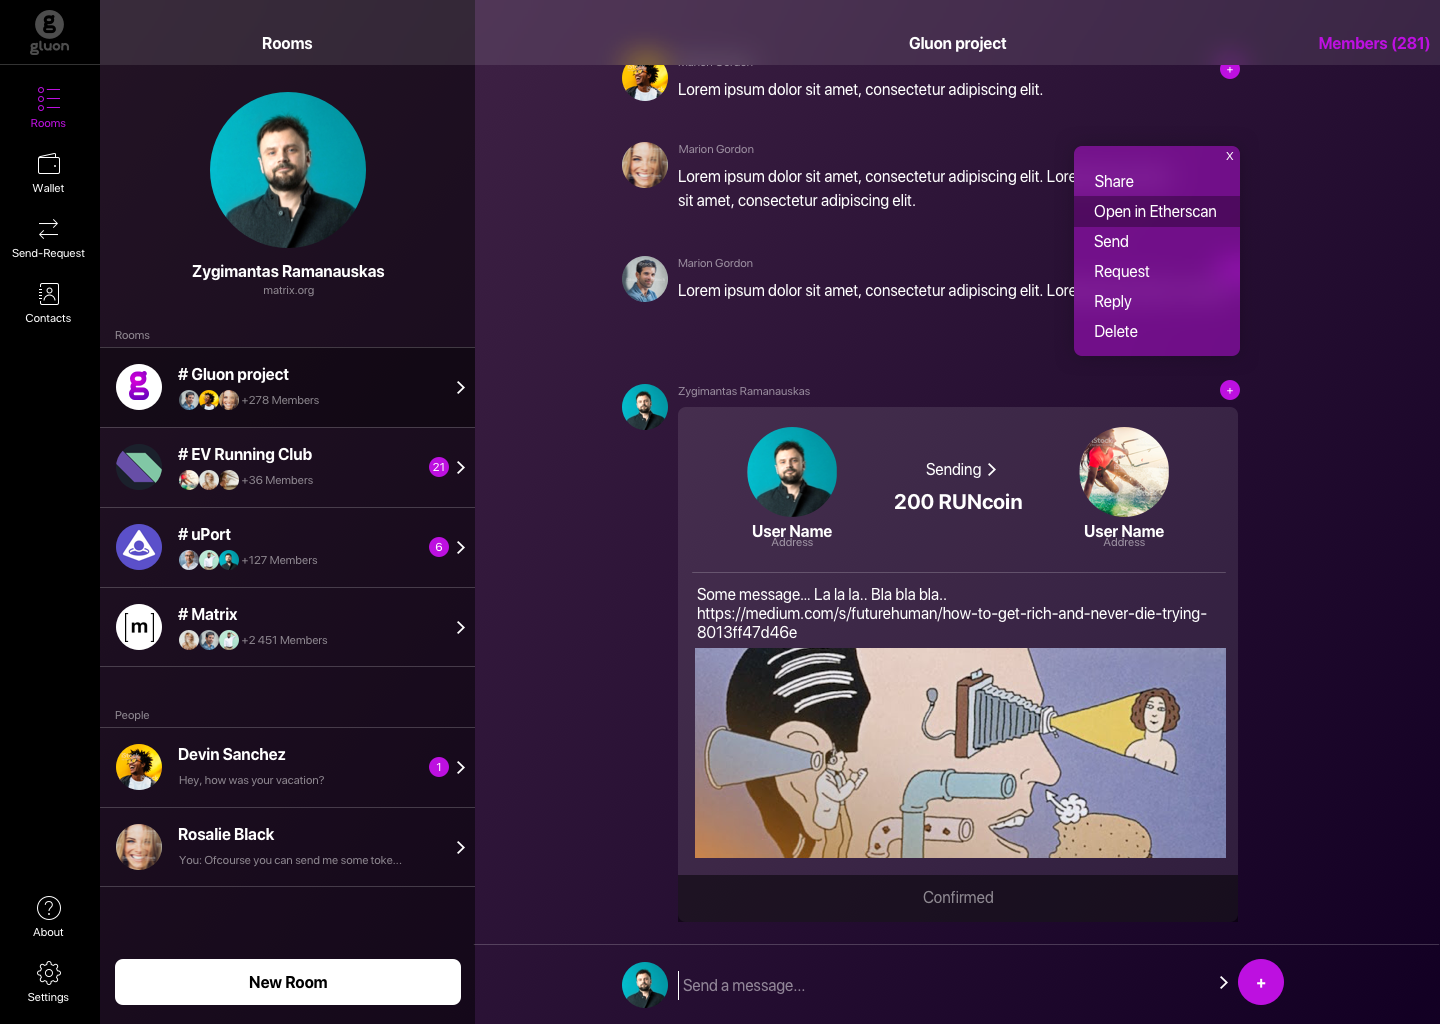 gluon
Rooms
Wallet
Send-Request
Contacts
About
Settings
Rooms
Zygimantas Ramanauskas
matrix.org
Rooms
# Gluon project
+278 Members
# EV Running Club
+36 Members
21
# uPort
+127 Members
6
[m]
# Matrix
+2 451 Members
People
Devin Sanchez
Hey, how was your vacation?
1
Rosalie Black
You: Ofcourse you can send me some toke...
New Room
Gluon project
Members (281)
Marion Gordon
+
Lorem ipsum dolor sit amet, consectetur adipiscing elit.
Marion Gordon
Lorem ipsum dolor sit amet, consectetur adipiscing elit. Lore
sit amet, consectetur adipiscing elit.
Marion Gordon
Lorem ipsum dolor sit amet, consectetur adipiscing elit. Lore
X
Share
Open in Etherscan
Send
Request
Reply
Delete
Zygimantas Ramanauskas
+
Sending
200 RUNcoin
User Name
Address
User Name
Address
Some message... La la la.. Bla bla bla..
https://medium.com/s/futurehuman/how-to-get-rich-and-never-die-trying-
8013ff47d46e
Confirmed
Send a message...
+